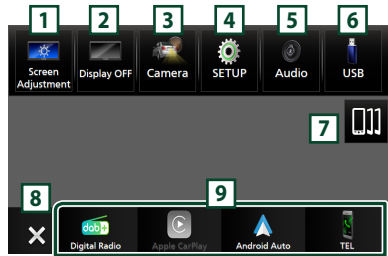 1 2 3 4 5 6
Screen Adjustment
Display OFF
Camera
SETUP
Audio
USB
7
8
9
dab+
Digital Radio
Apple CarPlay
Android Auto
TEL